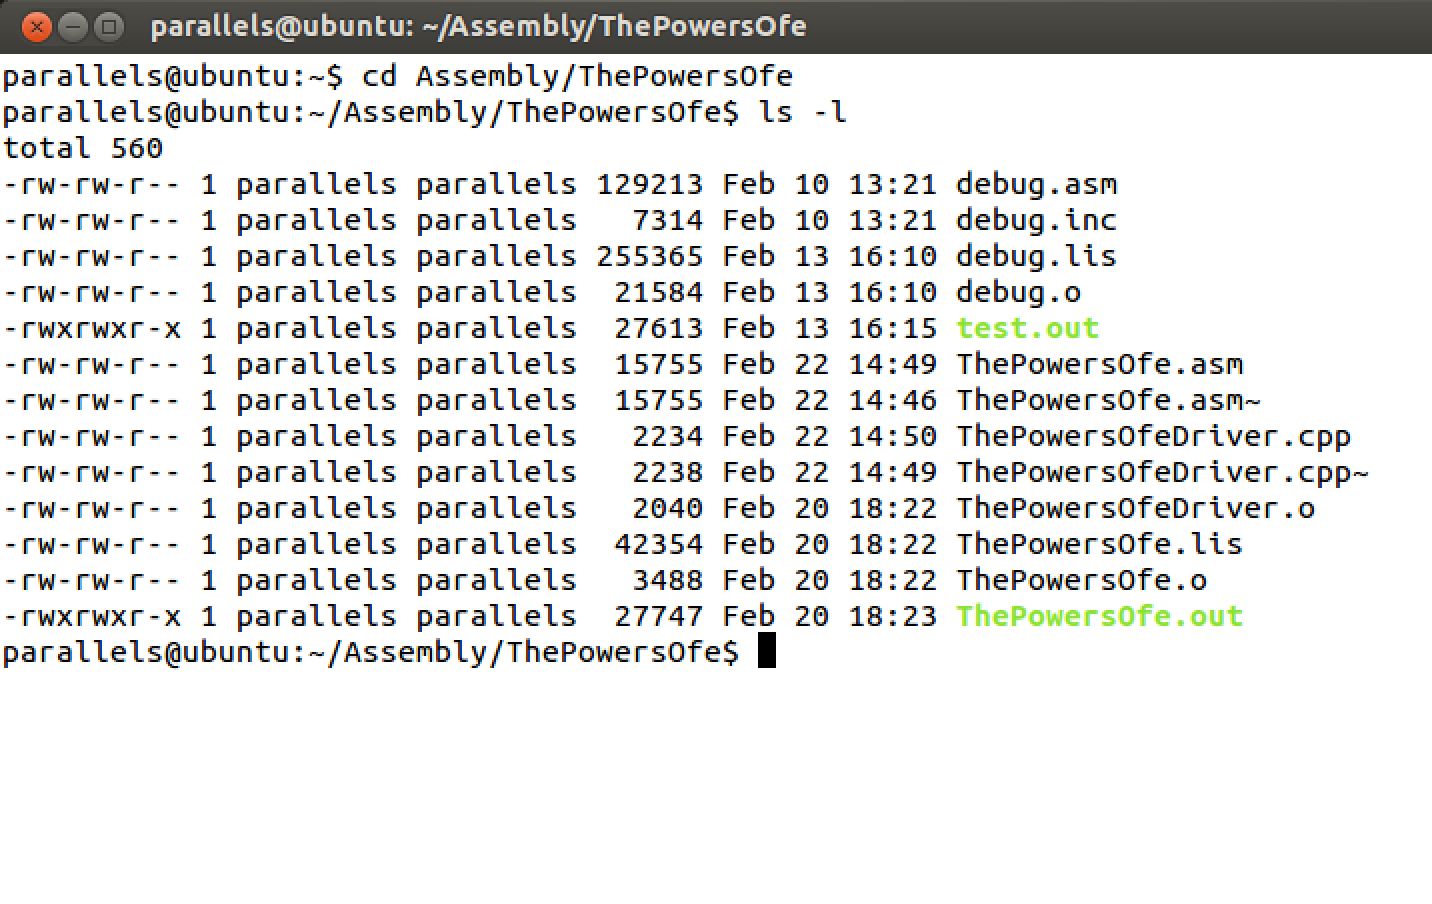 parallels@ubuntu: ~/Assembly/ThePowersOfe
parallels@ubuntu:~$ cd Assembly/ThePowersOfe
parallels@ubuntu:~/Assembly/ThePowersOfe$ ls -l
total 560
-rw-rw-r-- 1 parallels parallels 129213 Feb 10 13:21 debug.asm
-rw-rw-r-- 1 parallels parallels   7314 Feb 10 13:21 debug.inc
-rw-rw-r-- 1 parallels parallels 255365 Feb 13 16:10 debug.lis
-rw-rw-r-- 1 parallels parallels  21584 Feb 13 16:10 debug.o
-rwxrwxr-x 1 parallels parallels  27613 Feb 13 16:15 test.out
-rw-rw-r-- 1 parallels parallels  15755 Feb 22 14:49 ThePowersOfe.asm
-rw-rw-r-- 1 parallels parallels  15755 Feb 22 14:46 ThePowersOfe.asm~
-rw-rw-r-- 1 parallels parallels   2234 Feb 22 14:50 ThePowersOfeDriver.cpp
-rw-rw-r-- 1 parallels parallels   2238 Feb 22 14:49 ThePowersOfeDriver.cpp~
-rw-rw-r-- 1 parallels parallels   2040 Feb 20 18:22 ThePowersOfeDriver.o
-rw-rw-r-- 1 parallels parallels  42354 Feb 20 18:22 ThePowersOfe.lis
-rw-rw-r-- 1 parallels parallels   3488 Feb 20 18:22 ThePowersOfe.o
-rwxrwxr-x 1 parallels parallels  27747 Feb 20 18:23 ThePowersOfe.out
parallels@ubuntu:~/Assembly/ThePowersOfe$